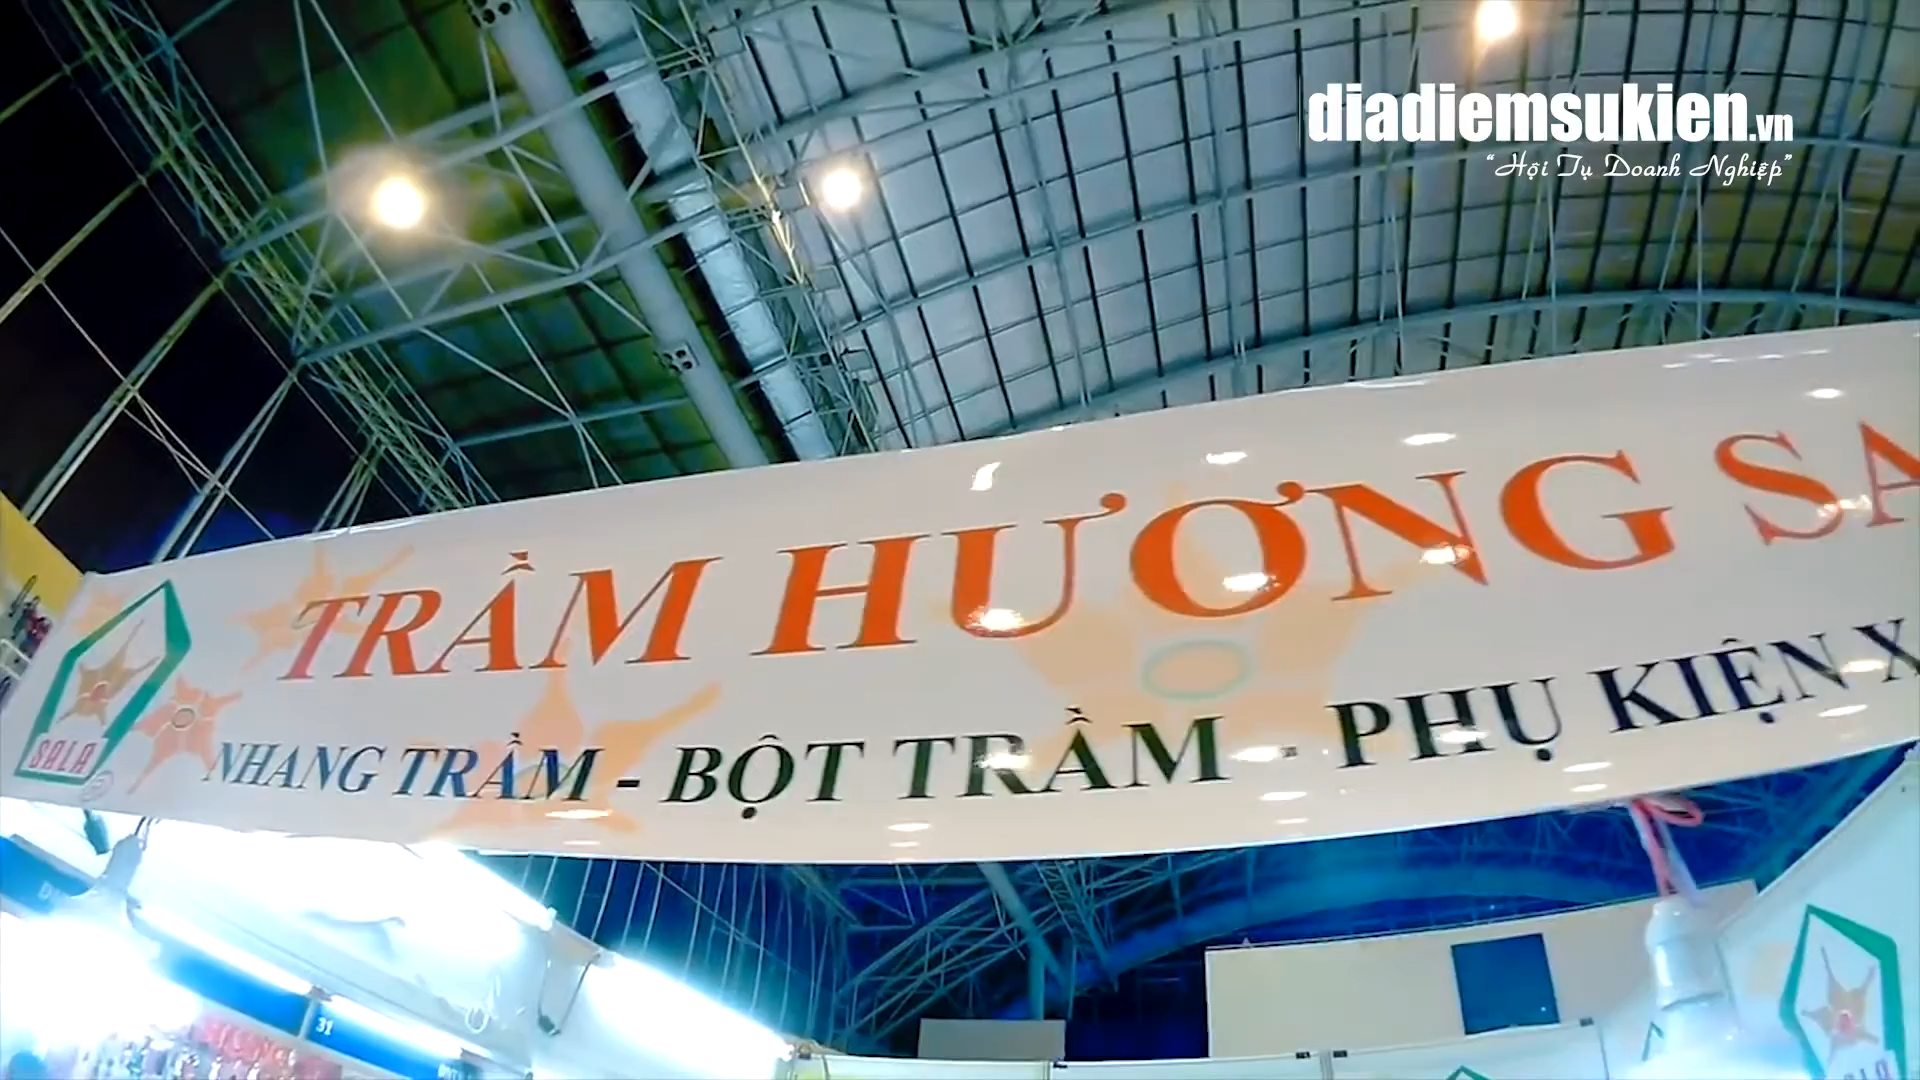 diadiemsukien.vn
“Hội Tụ Doanh Nghiệp”
TRẦM HƯƠNG SA
NHANG TRẦM - BỘT TRẦM - PHỤ KIỆN X
SALA
31